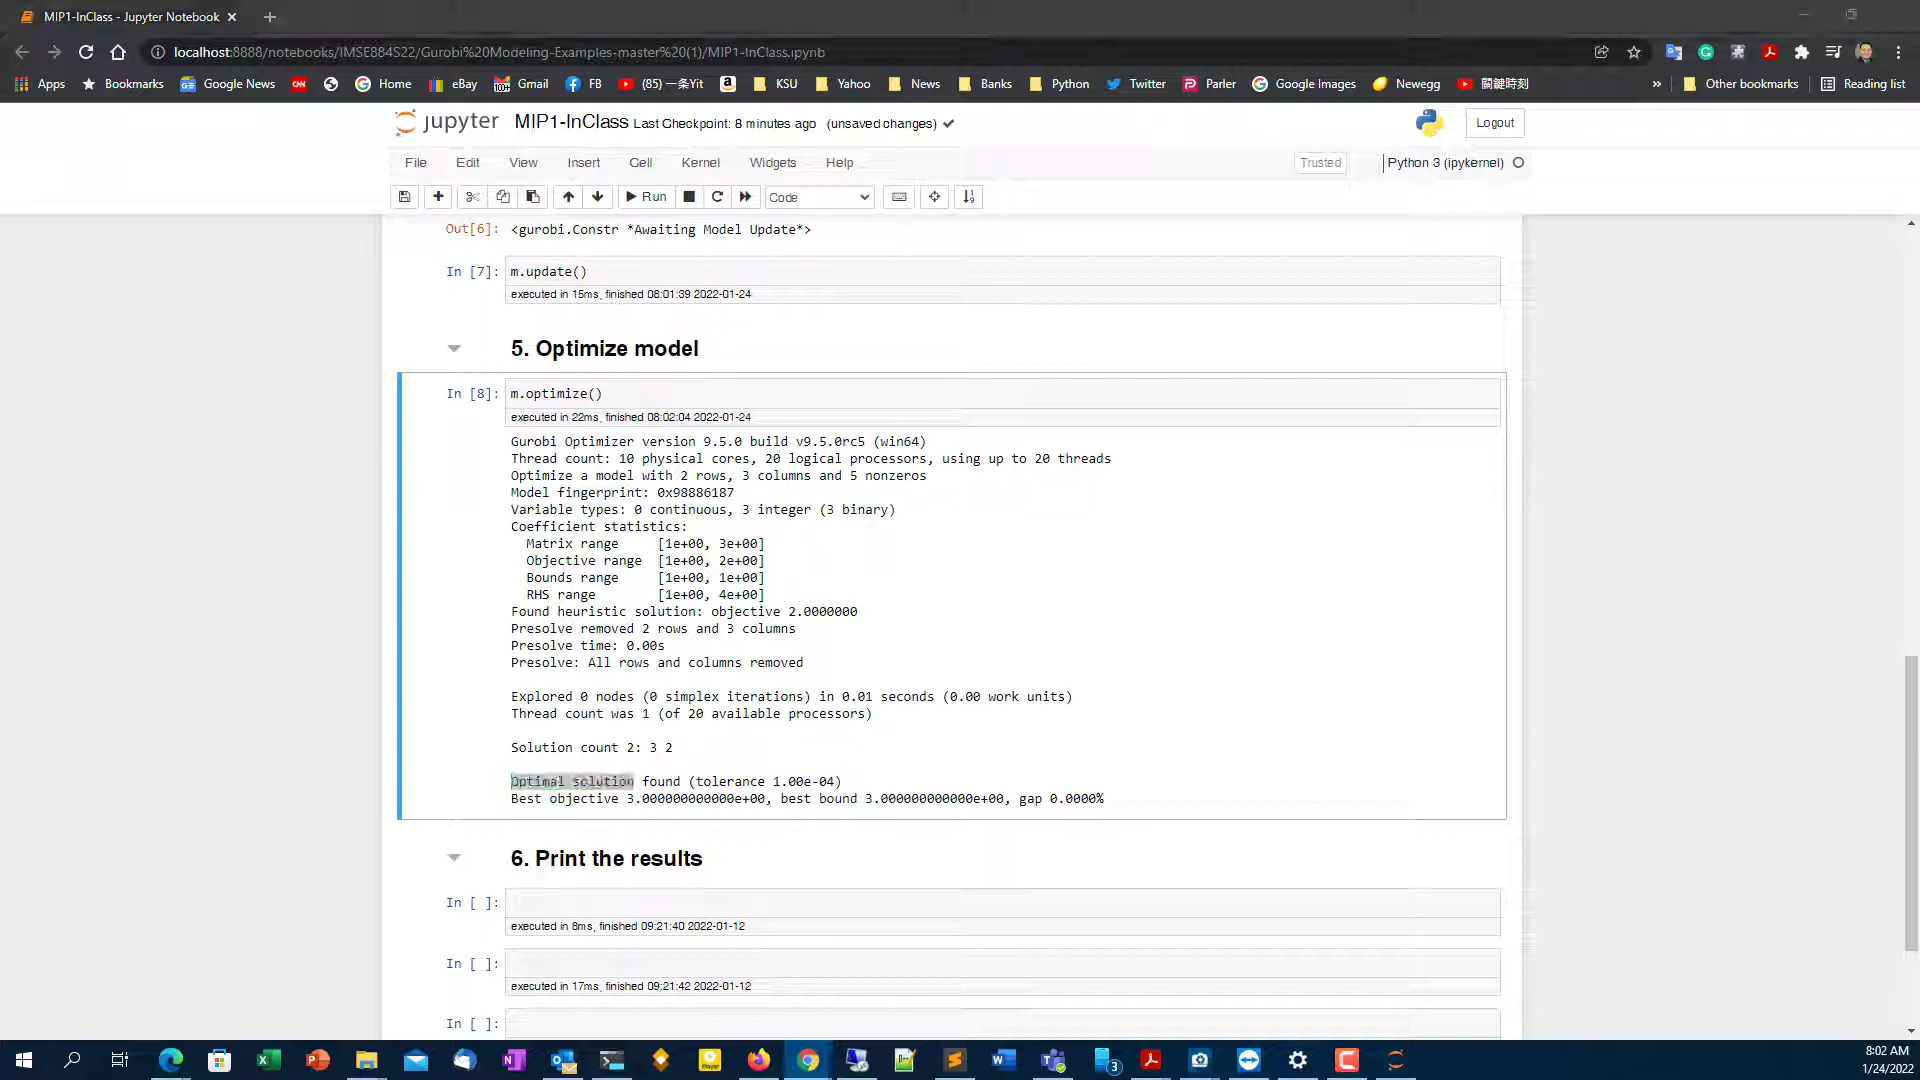 MIP1-InClass - Jupyter Notebook
localhost:8888/notebooks/IMSE884S22/Gurobi%20Modeling-Examples-master%20(1)/MIP1-InClass.ipynb
Apps Bookmarks Google News Home eBay Gmail FB (85) 一条Yit KSU Yahoo News Banks Python Twitter Parler Google Images Newegg 關鍵時刻 » Other bookmarks Reading list
jupyter MIP1-InClass Last Checkpoint: 8 minutes ago (unsaved changes) Logout
File Edit View Insert Cell Kernel Widgets Help Trusted Python 3 (ipykernel)
Run Code
Out[6]: <gurobi.Constr *Awaiting Model Update*>
In [7]: m.update()
executed in 15ms, finished 08:01:39 2022-01-24
5. Optimize model
In [8]: m.optimize()
executed in 22ms, finished 08:02:04 2022-01-24
Gurobi Optimizer version 9.5.0 build v9.5.0rc5 (win64)
Thread count: 10 physical cores, 20 logical processors, using up to 20 threads
Optimize a model with 2 rows, 3 columns and 5 nonzeros
Model fingerprint: 0x98886187
Variable types: 0 continuous, 3 integer (3 binary)
Coefficient statistics:
Matrix range [1e+00, 3e+00]
Objective range [1e+00, 2e+00]
Bounds range [1e+00, 1e+00]
RHS range [1e+00, 4e+00]
Found heuristic solution: objective 2.0000000
Presolve removed 2 rows and 3 columns
Presolve time: 0.00s
Presolve: All rows and columns removed
Explored 0 nodes (0 simplex iterations) in 0.01 seconds (0.00 work units)
Thread count was 1 (of 20 available processors)
Solution count 2: 3 2
Optimal solution found (tolerance 1.00e-04)
Best objective 3.000000000000e+00, best bound 3.000000000000e+00, gap 0.0000%
6. Print the results
In [ ]:
executed in 8ms, finished 09:21:40 2022-01-12
In [ ]:
executed in 17ms, finished 09:21:42 2022-01-12
In [ ]:
8:02 AM
1/24/2022